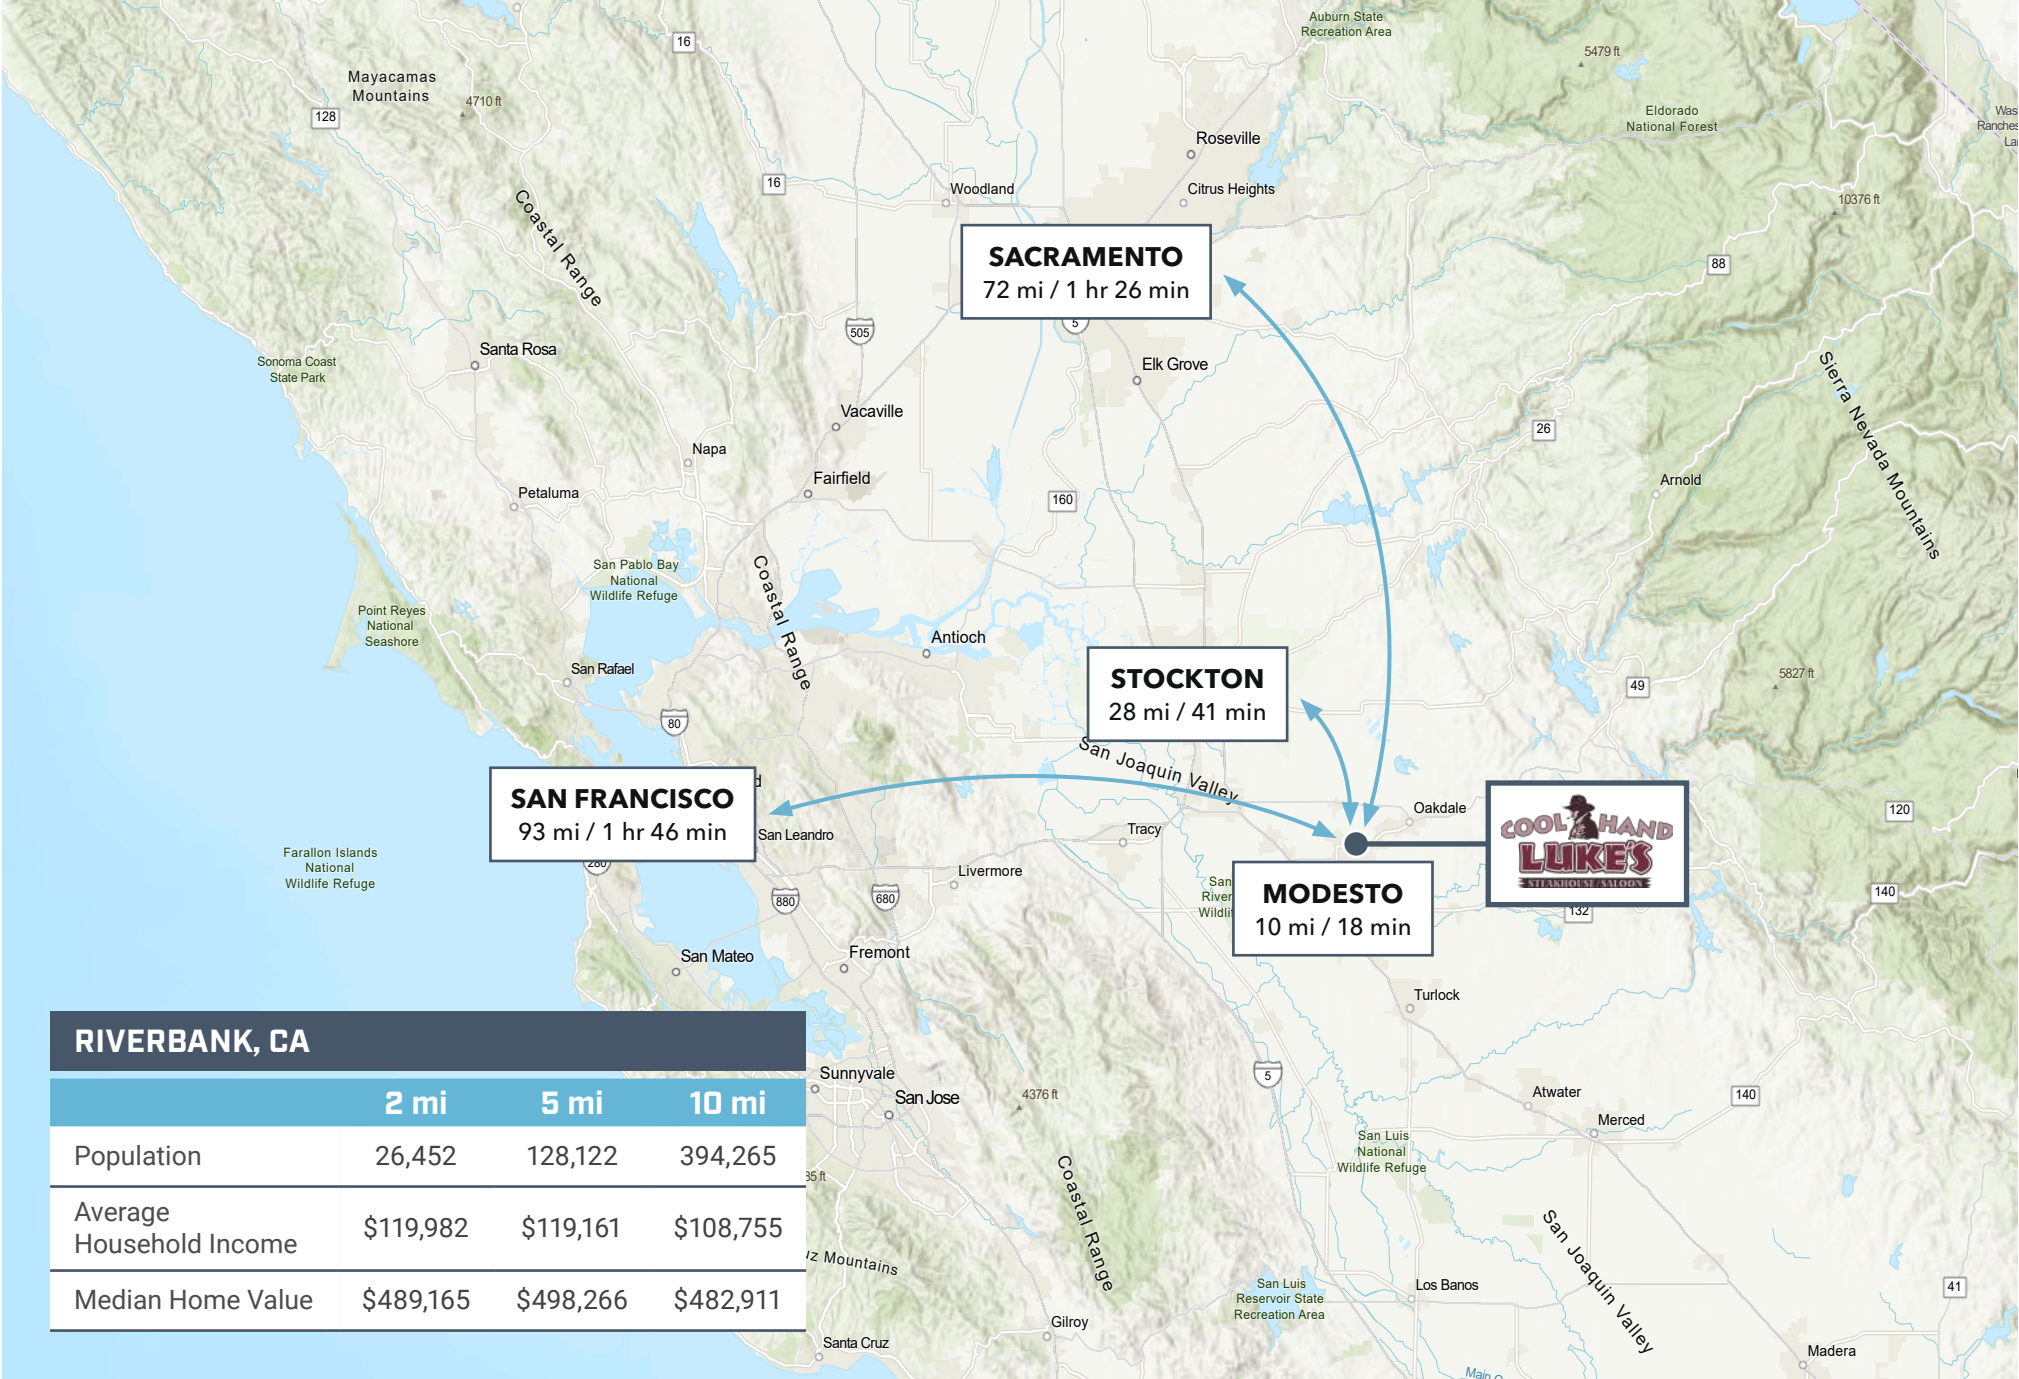 Auburn State
Recreation Area
16
5479 ft
Mayacamas
Mountains
4710 ft
128
Eldorado
National Forest
Roseville
16
Woodland
Citrus Heights
10376 ft
Coastal Range
SACRAMENTO
72 mi / 1 hr 26 min
88
5
505
Santa Rosa
Sonoma Coast
State Park
Elk Grove
Sierra Nevada Mountains
Vacaville
26
Napa
Fairfield
Arnold
Petaluma
160
San Pablo Bay
National
Wildlife Refuge
Coastal Range
Point Reyes
National
Seashore
Antioch
San Rafael
STOCKTON
28 mi / 41 min
49
5827 ft
80
San Joaquin Valley
SAN FRANCISCO
93 mi / 1 hr 46 min
San Leandro
280
Tracy
Oakdale
COOL HAND
LUKE'S
STEAKHOUSE/SALOON
120
Farallon Islands
National
Wildlife Refuge
Livermore
880
680
San
River
Wildli
MODESTO
10 mi / 18 min
132
140
San Mateo
Fremont
Turlock
RIVERBANK, CA
2 mi 5 mi 10 mi
Population 26,452 128,122 394,265
Average
Household Income $119,982 $119,161 $108,755
Median Home Value $489,165 $498,266 $482,911
Sunnyvale
San Jose
4376 ft
5
Atwater
140
Merced
San Luis
National
Wildlife Refuge
35 ft
Coastal Range
uz Mountains
San Joaquin Valley
San Luis
Reservoir State
Recreation Area
Los Banos
41
Gilroy
Santa Cruz
Madera